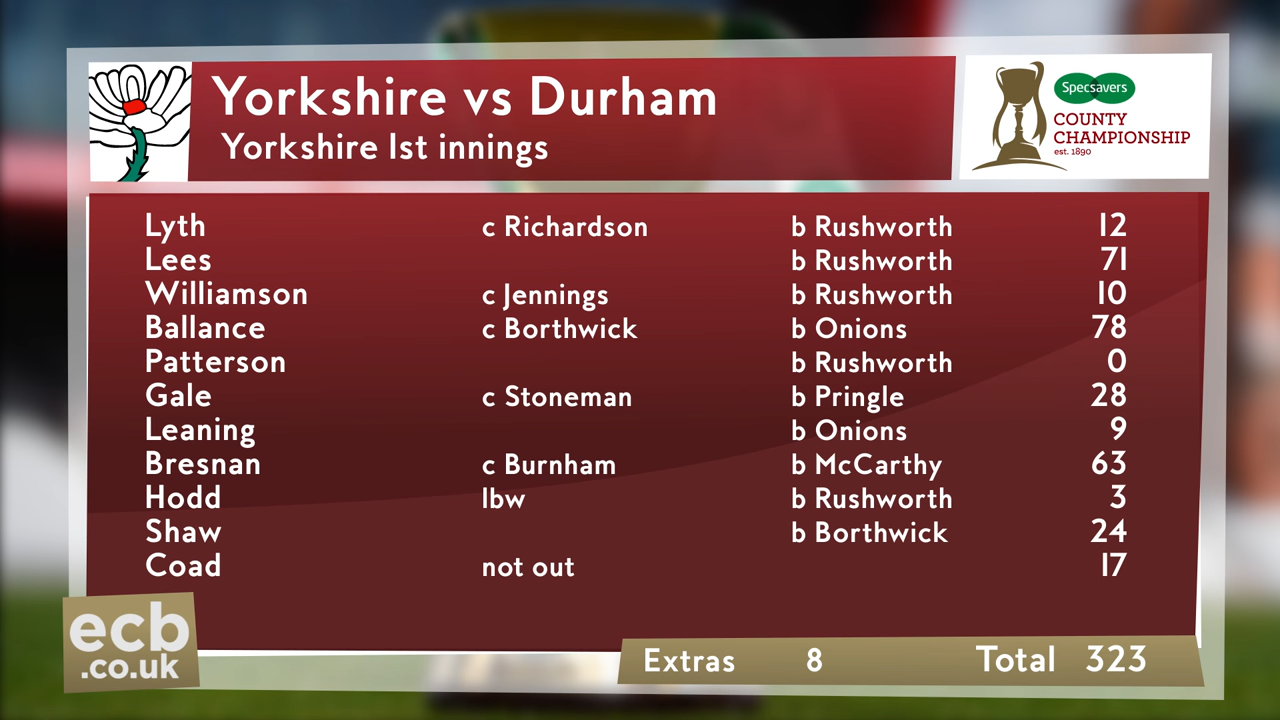 Yorkshire vs Durham
Yorkshire 1st innings
Specsavers
COUNTY
CHAMPIONSHIP
est. 1890
Lyth c Richardson b Rushworth 12
Lees b Rushworth 71
Williamson c Jennings b Rushworth 10
Ballance c Borthwick b Onions 78
Patterson b Rushworth 0
Gale c Stoneman b Pringle 28
Leaning b Onions 9
Bresnan c Burnham b McCarthy 63
Hodd lbw b Rushworth 3
Shaw b Borthwick 24
Coad not out 17
ecb
.co.uk
Extras 8 Total 323